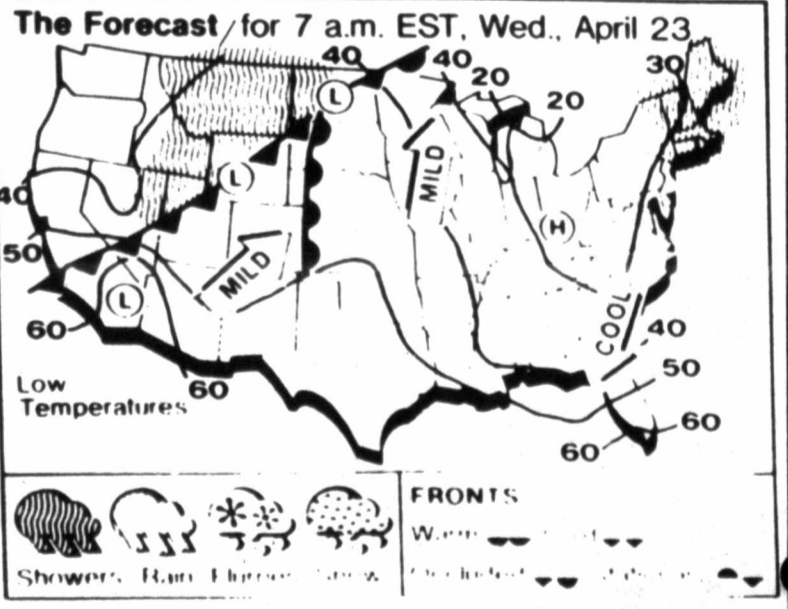 The Forecast for 7 a.m. EST, Wed., April 23
40
40
20
20
30
L
L
MILD
40
H
50
MILD
L
COOL
60
40
50
60
60
60
Low
Temperatures
FRONTS
Showers Rain